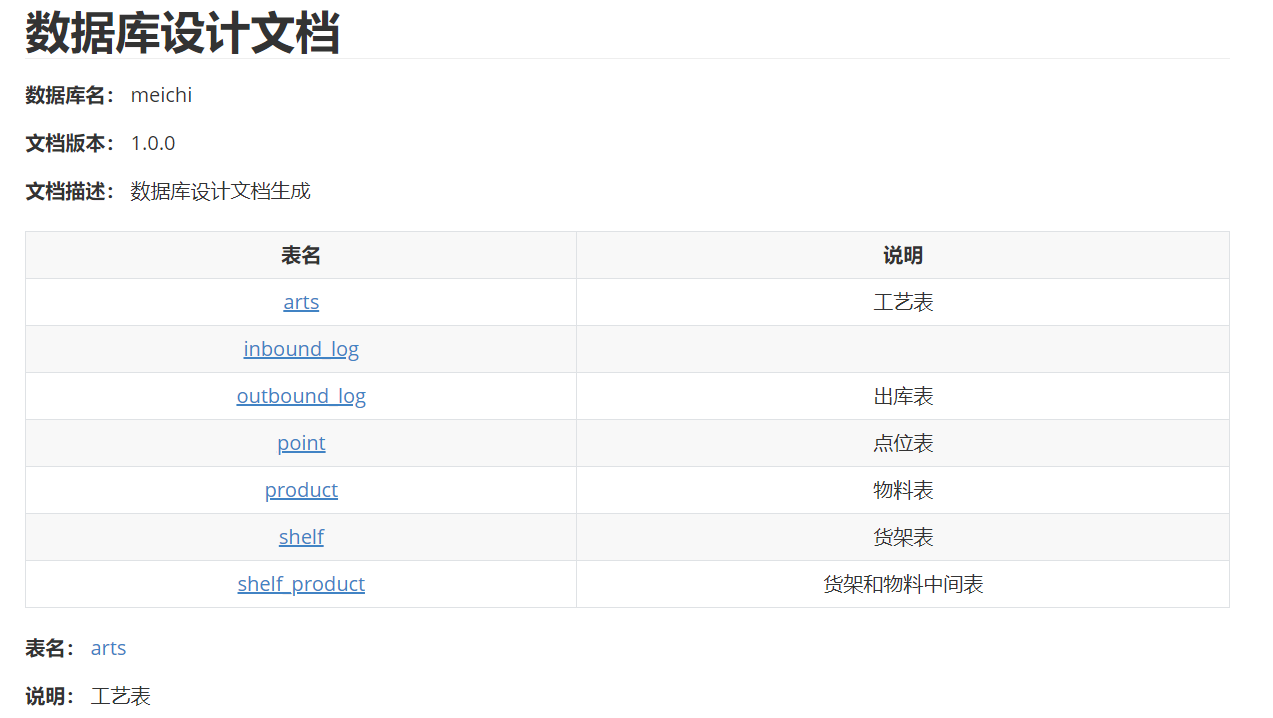 数据库设计文档
数据库名： meichi
文档版本： 1.0.0
文档描述： 数据库设计文档生成
表名 说明
arts 工艺表
inbound_log
outbound_log 出库表
point 点位表
product 物料表
shelf 货架表
shelf_product 货架和物料中间表
表名： arts
说明： 工艺表